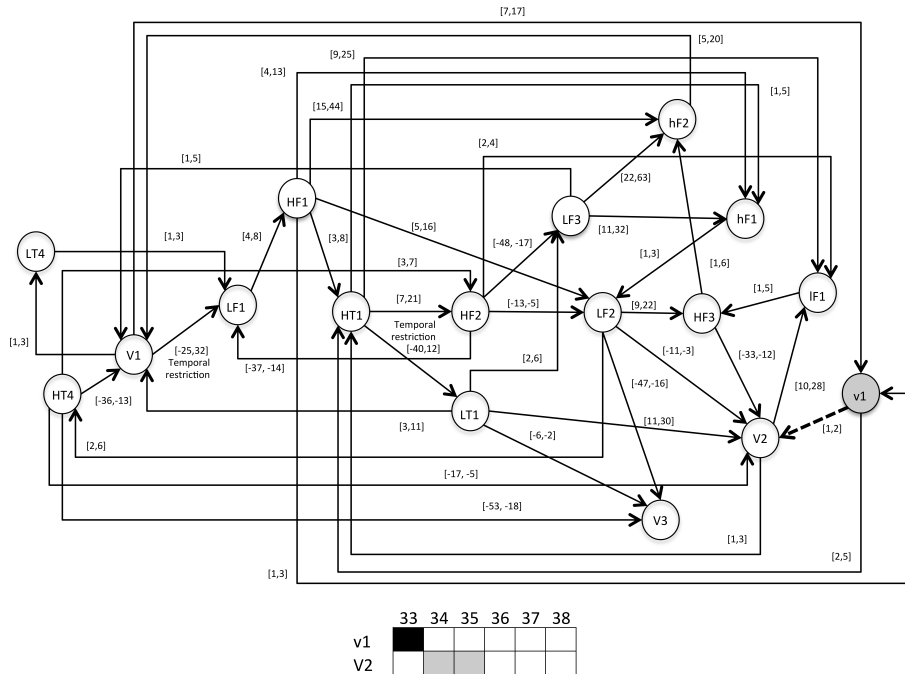 [7,17]
[5,20]
[9,25]
[4,13]
[1,5]
[15,44]
hF2
[2,4]
[1,5]
[22,63]
HF1
LF3
hF1
[5,16]
[11,32]
[4,8]
[3,8]
[-48, -17]
[1,3]
LT4
[1,3]
[3,7]
[1,6]
[1,5]
lF1
LF1
[7,21]
[-13,-5]
[9,22]
HT1
HF2
LF2
HF3
Temporal
restriction
[1,3]
V1
[-25,32]
Temporal
restriction
[-40,12]
[-37, -14]
[2,6]
[-11, -3]
[-33, -12]
[-47, -16]
[10,28]
HT4
[-36,-13]
v1
LT1
[3,11]
[11,30]
[1,2]
[-6,-2]
V2
[2,6]
[-17, -5]
[-53, -18]
V3
[1,3]
[2,5]
[1,3]
33 34 35 36 37 38
v1
V2